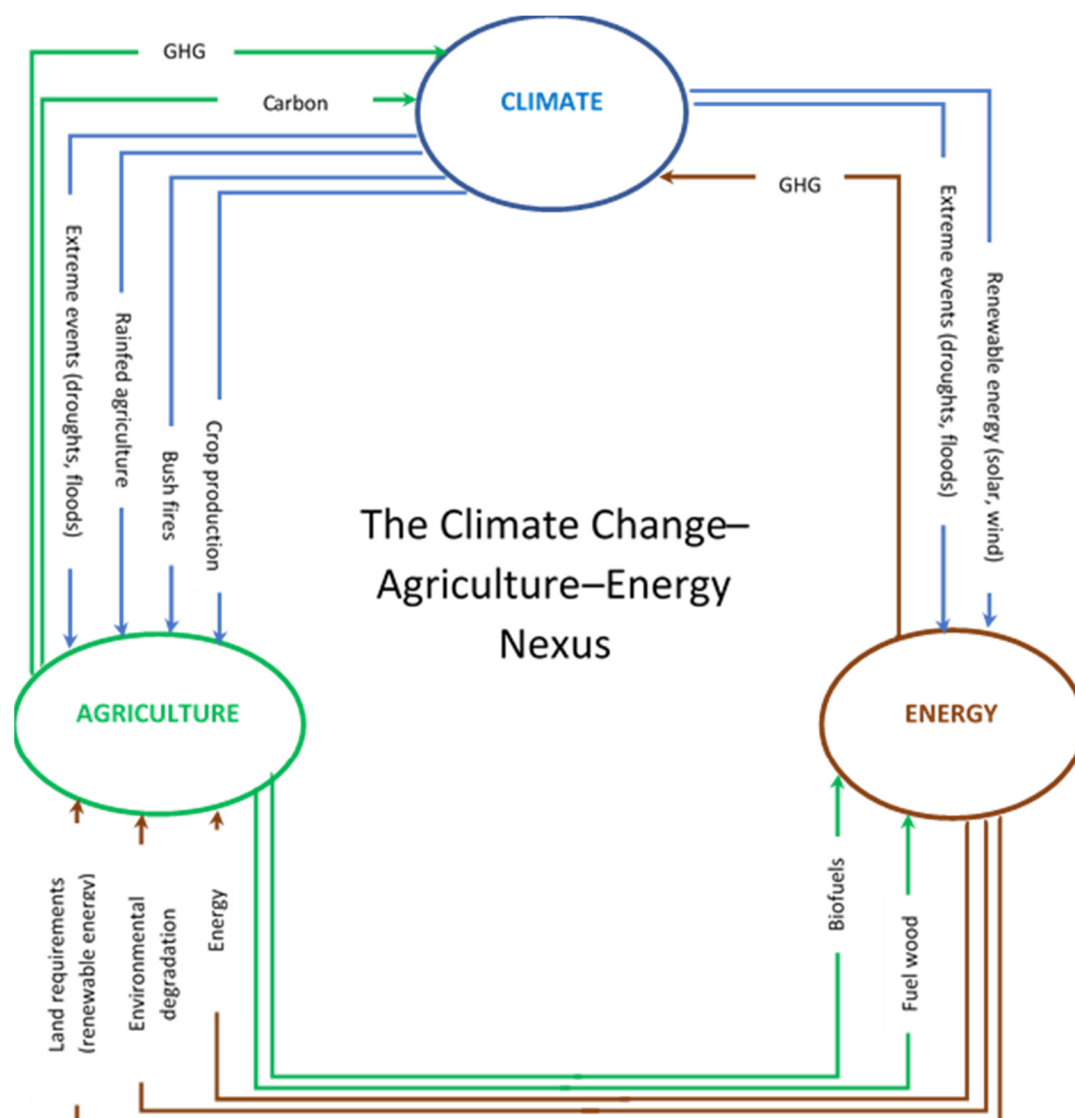 GHG
Carbon
CLIMATE
GHG
Extreme events (droughts, floods)
Rainfed agriculture
Bush fires
Crop production
Extreme events (droughts, floods)
Renewable energy (solar, wind)
The Climate Change–
Agriculture–Energy
Nexus
AGRICULTURE
ENERGY
Land requirements
(renewable energy)
Environmental
degradation
Energy
Biofuels
Fuel wood